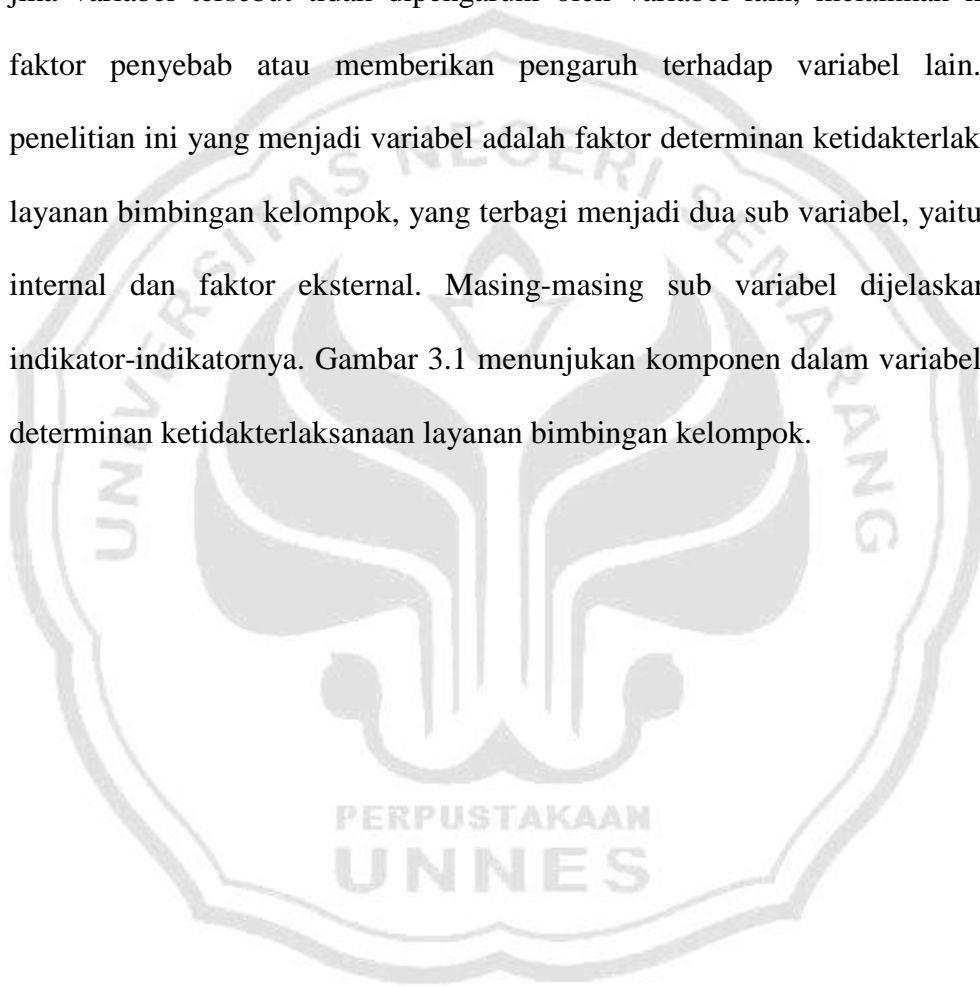 jika variabel tersebut tidak dipengaruhi oleh variabel lain, melainkan
faktor penyebab atau memberikan pengaruh terhadap variabel lain.
penelitian ini yang menjadi variabel adalah faktor determinan ketidakterlak
layanan bimbingan kelompok, yang terbagi menjadi dua sub variabel, yaitu
internal dan faktor eksternal. Masing-masing sub variabel dijelaskan
indikator-indikatornya. Gambar 3.1 menunjukan komponen dalam variabel
determinan ketidakterlaksanaan layanan bimbingan kelompok.
UNIVERSITAS NEGERI SEMARANG
PERPUSTAKAAN
UNNES